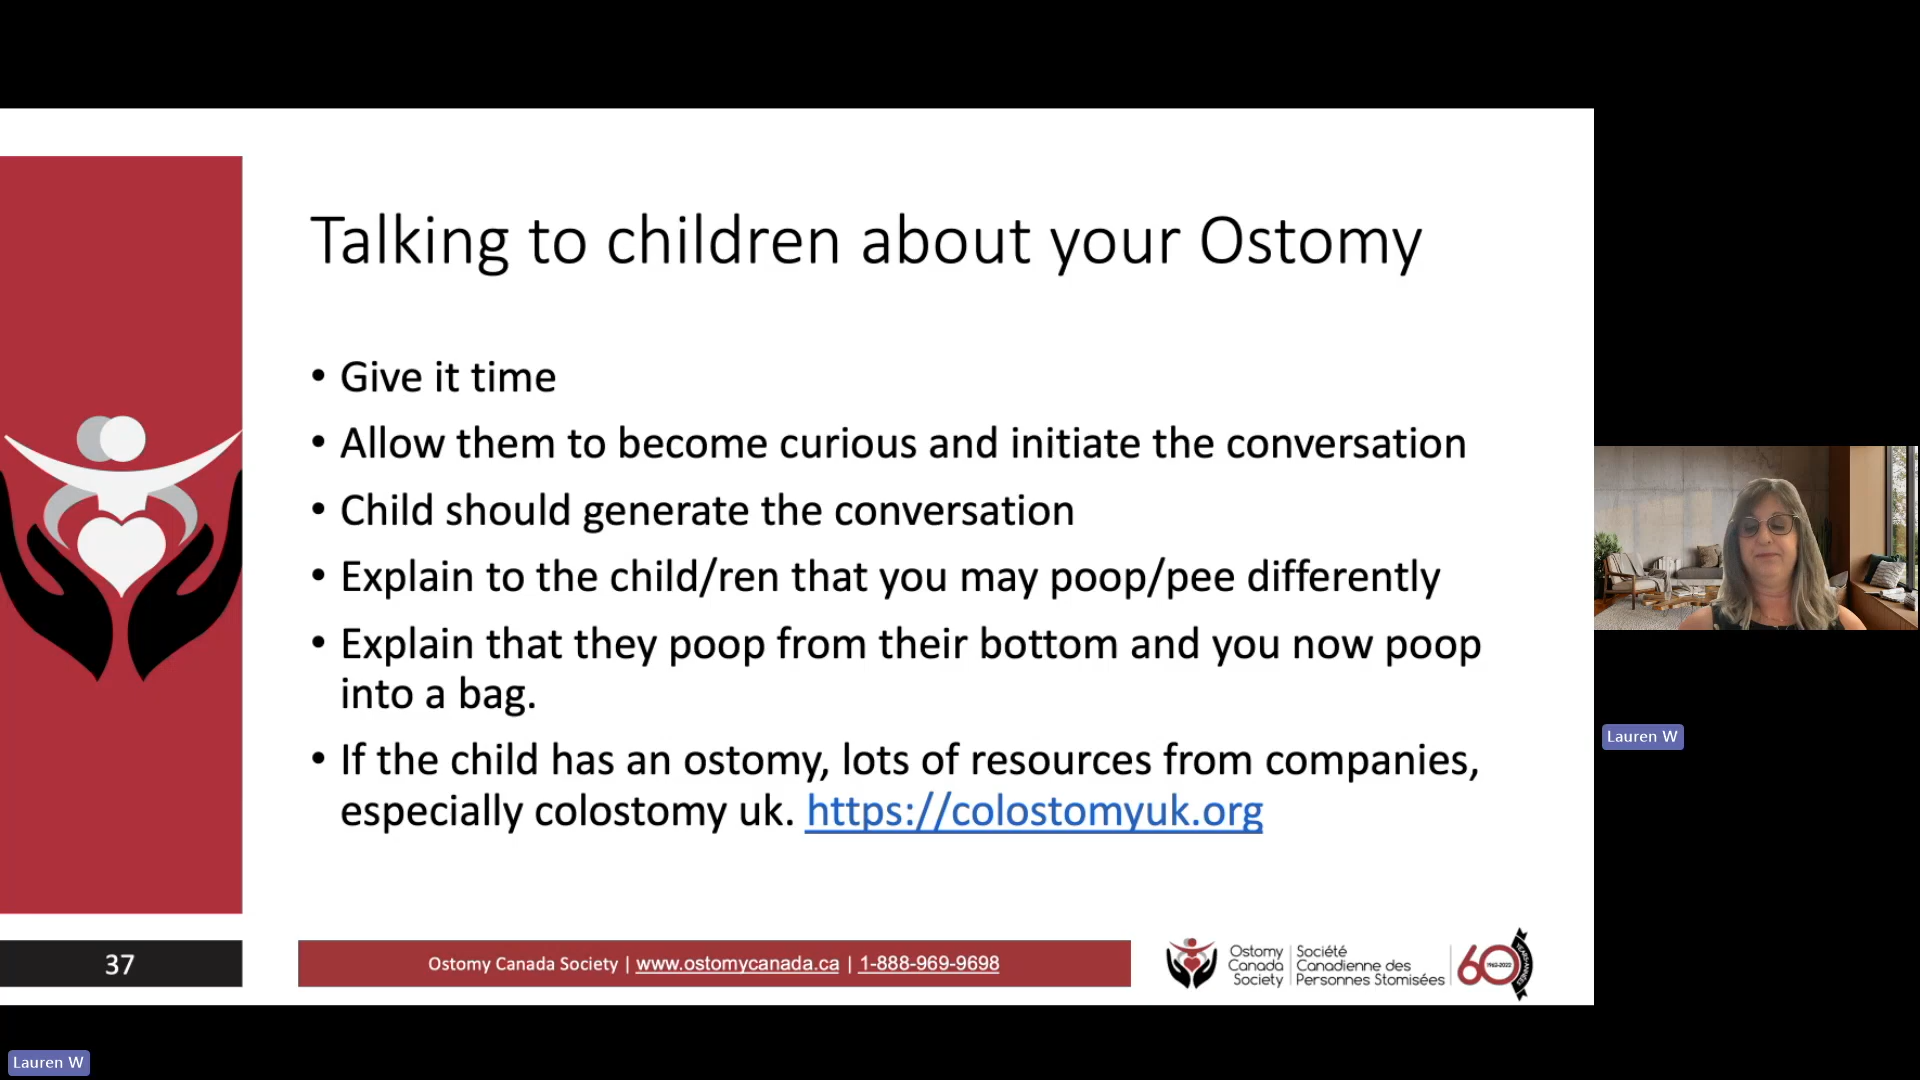 Talking to children about your Ostomy
• Give it time
• Allow them to become curious and initiate the conversation
• Child should generate the conversation
• Explain to the child/ren that you may poop/pee differently
• Explain that they poop from their bottom and you now poop
into a bag.
• If the child has an ostomy, lots of resources from companies,
especially colostomy uk. https://colostomyuk.org
37
Ostomy Canada Society | www.ostomycanada.ca | 1-888-969-9698
Ostomy
Canada
Society
Société
Canadienne des
Personnes Stomisées
60
1962-2022
YEARS•ANNÉES
Lauren W
Lauren W